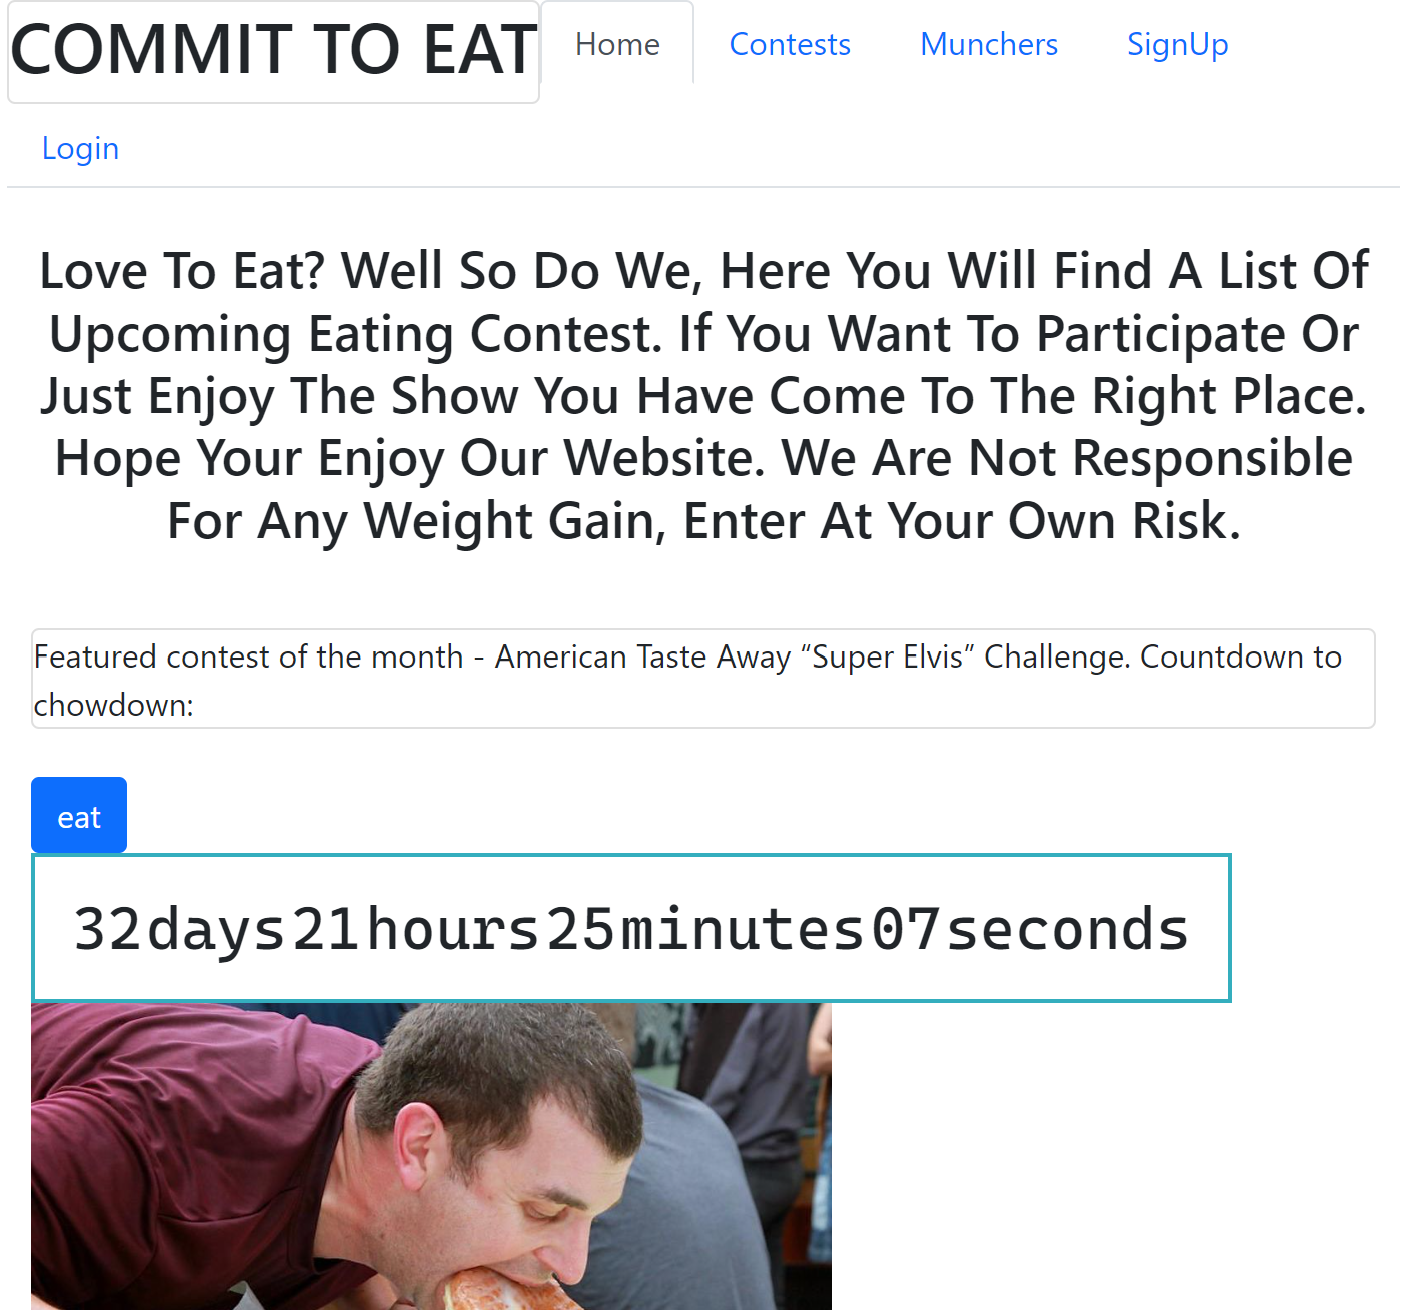 COMMIT TO EAT
Home Contests Munchers SignUp
Login
Love To Eat? Well So Do We, Here You Will Find A List Of
Upcoming Eating Contest. If You Want To Participate Or
Just Enjoy The Show You Have Come To The Right Place.
Hope Your Enjoy Our Website. We Are Not Responsible
For Any Weight Gain, Enter At Your Own Risk.
Featured contest of the month - American Taste Away “Super Elvis” Challenge. Countdown to
chowdown:
eat
32days21hours25minutes07seconds